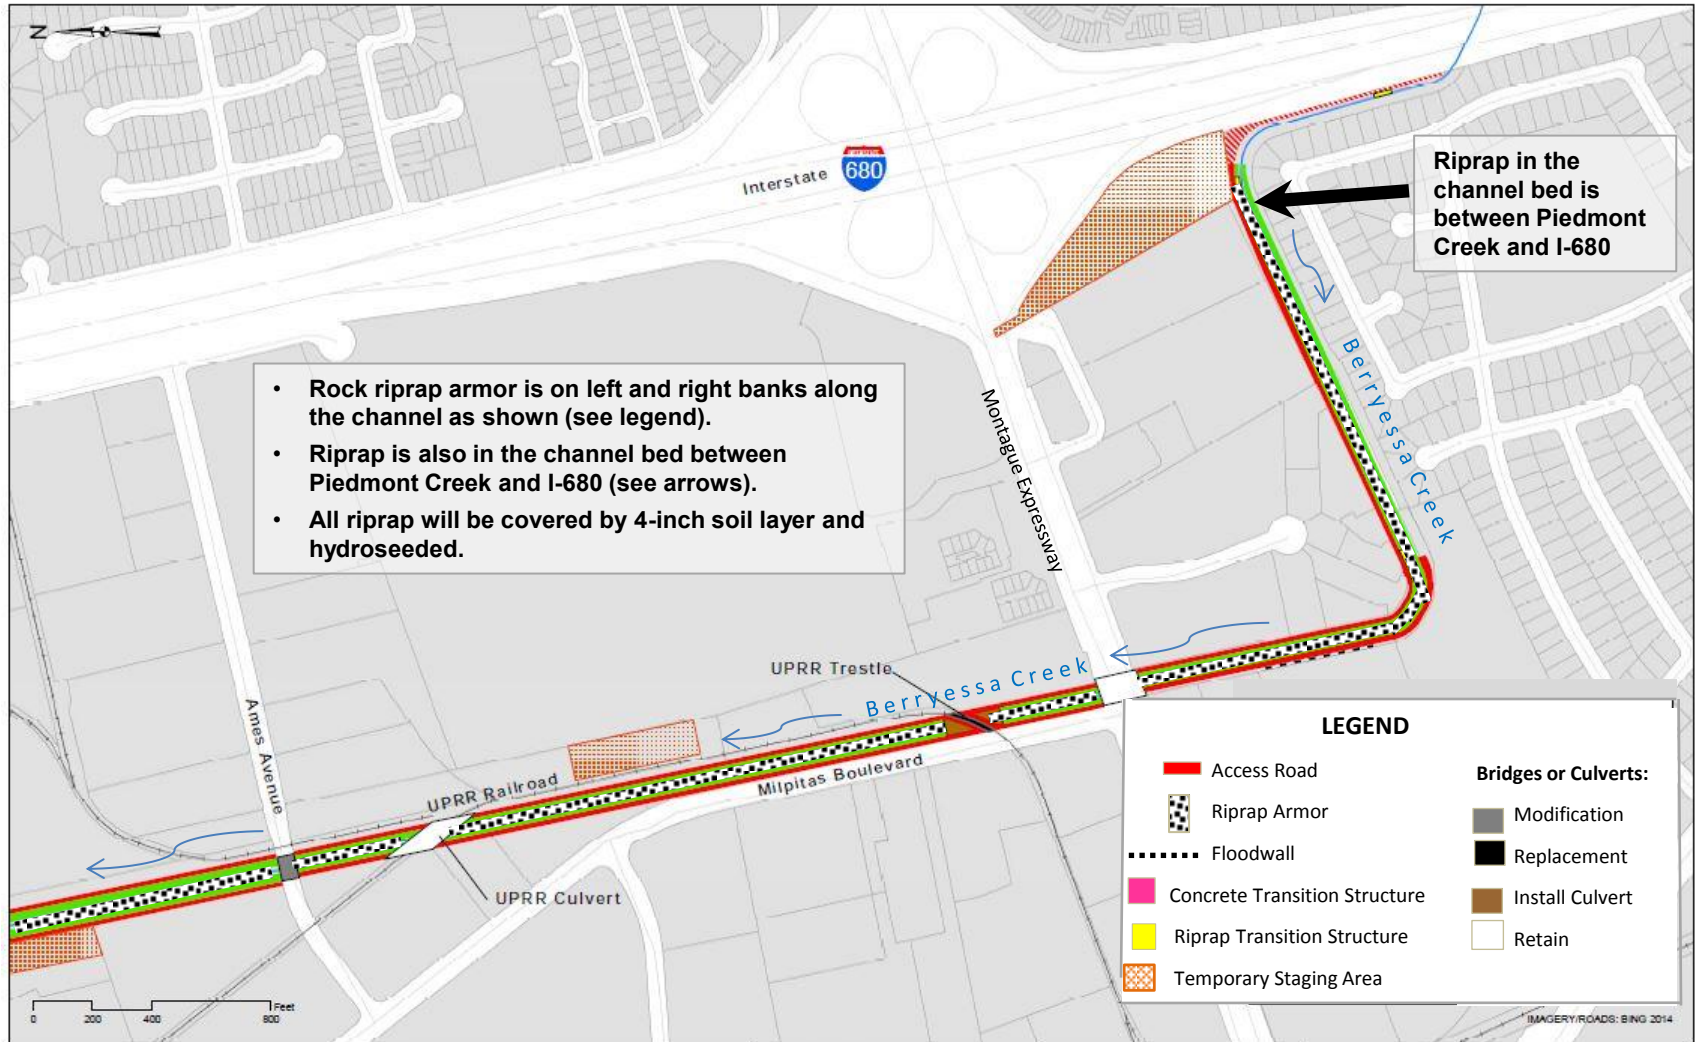 N
Interstate
680
Riprap in the
channel bed is
between Piedmont
Creek and I-680
• Rock riprap armor is on left and right banks along
the channel as shown (see legend).
• Riprap is also in the channel bed between
Piedmont Creek and I-680 (see arrows).
• All riprap will be covered by 4-inch soil layer and
hydroseeded.
Berryessa Creek
Montague Expressway
UPRR Trestle
Berryessa Creek
Ames Avenue
UPRR Railroad
Milpitas Boulevard
UPRR Culvert
LEGEND
Access Road
Riprap Armor
Floodwall
Concrete Transition Structure
Riprap Transition Structure
Temporary Staging Area
Bridges or Culverts:
Modification
Replacement
Install Culvert
Retain
Feet
0 200 400 800
IMAGERY/ROADS: BING 2014